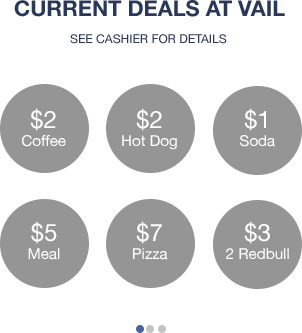 CURRENT DEALS AT VAIL
SEE CASHIER FOR DETAILS
$2
Coffee
$2
Hot Dog
$1
Soda
$5
Meal
$7
Pizza
$3
2 Redbull